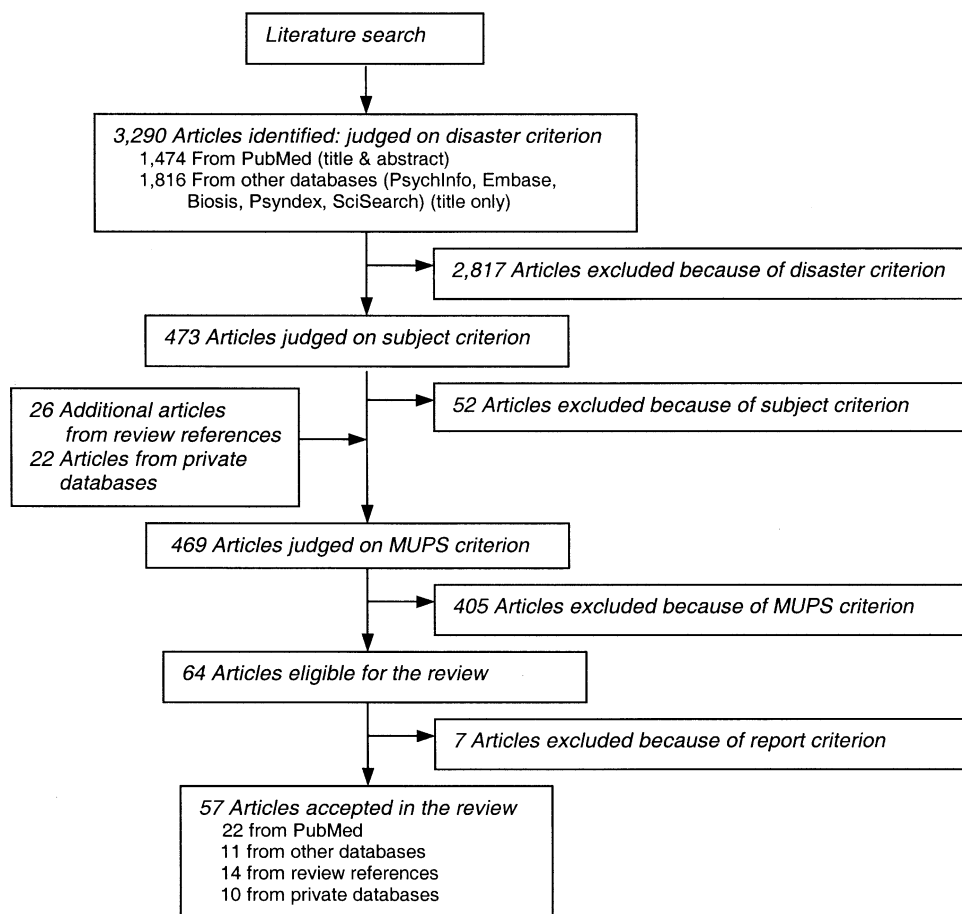 Literature search
3,290 Articles identified: judged on disaster criterion
1,474 From PubMed (title & abstract)
1,816 From other databases (PsychInfo, Embase,
Biosis, Psyndex, SciSearch) (title only)
2,817 Articles excluded because of disaster criterion
473 Articles judged on subject criterion
52 Articles excluded because of subject criterion
26 Additional articles
from review references
22 Articles from private
databases
469 Articles judged on MUPS criterion
405 Articles excluded because of MUPS criterion
64 Articles eligible for the review
7 Articles excluded because of report criterion
57 Articles accepted in the review
22 from PubMed
11 from other databases
14 from review references
10 from private databases